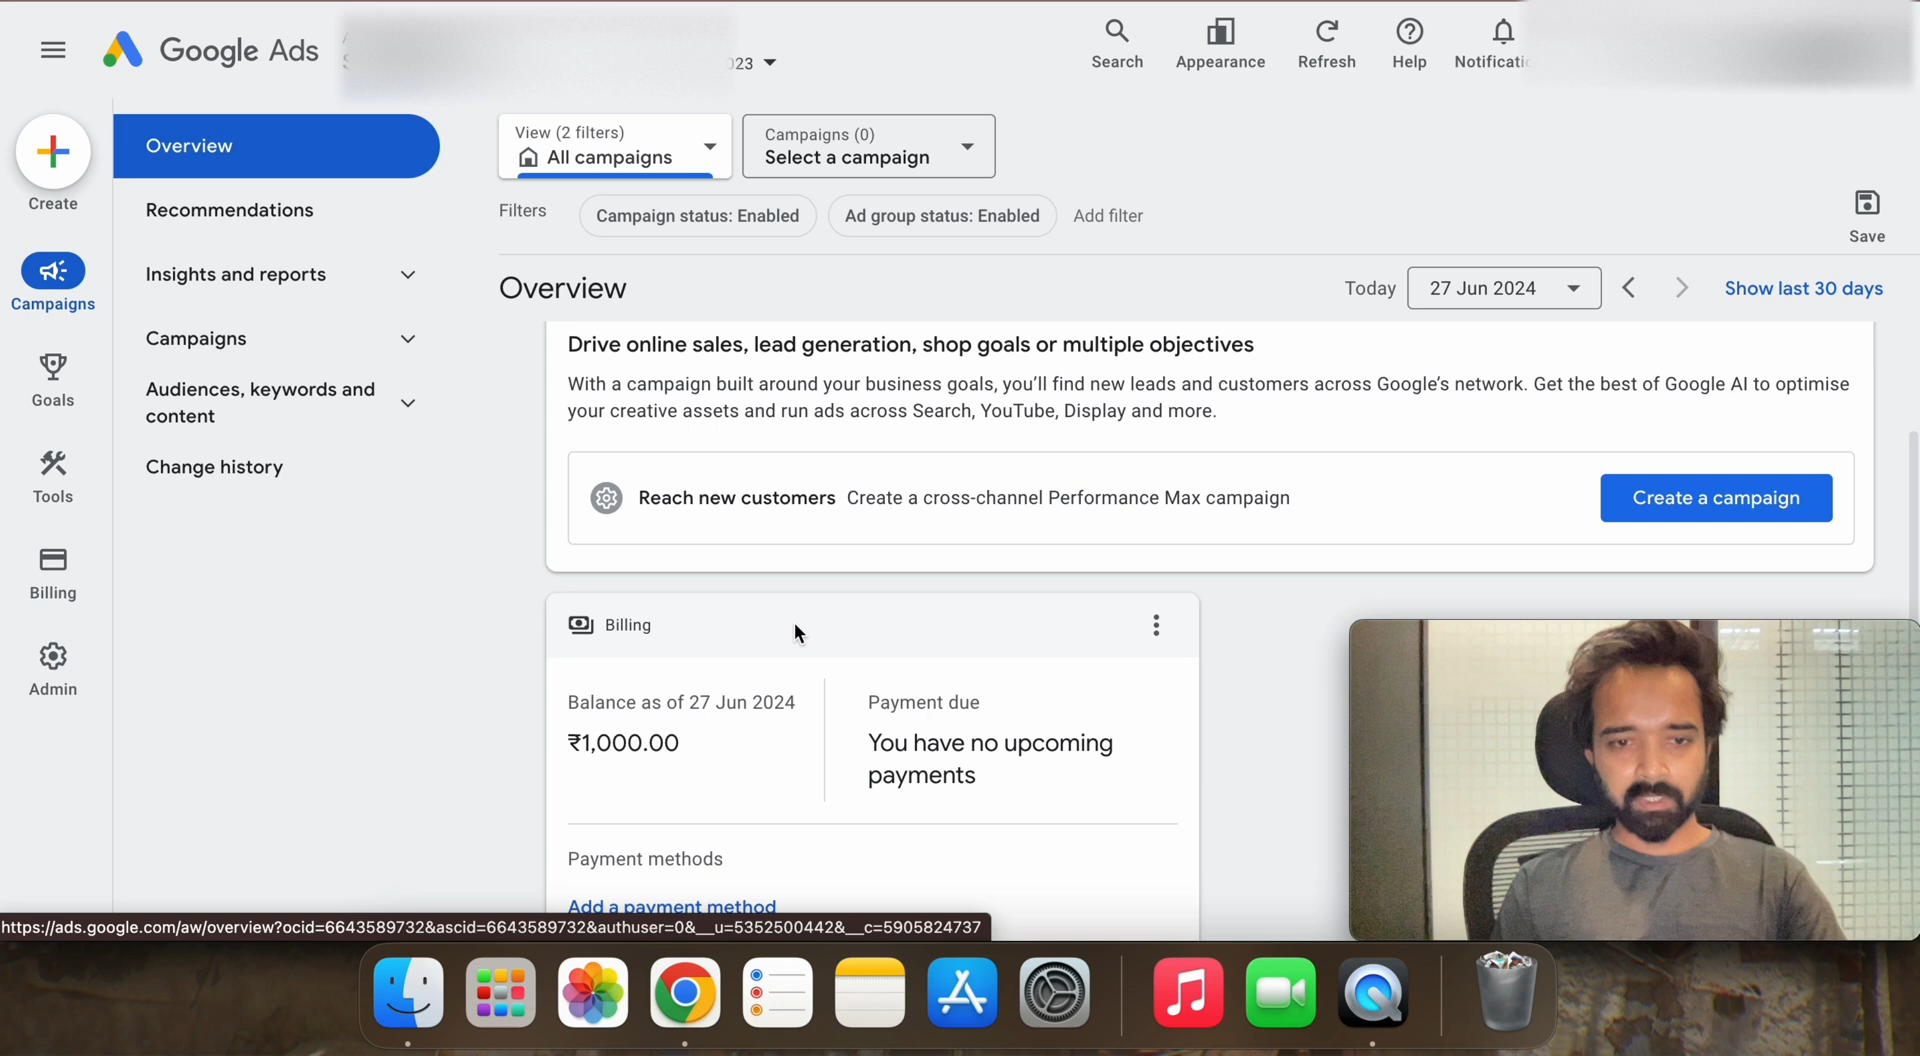 Google Ads
023
Search
Appearance
Refresh
Help
Notificatio
Create
Campaigns
Goals
Tools
Billing
Admin
Overview
Recommendations
Insights and reports
Campaigns
Audiences, keywords and
content
Change history
View (2 filters)
All campaigns
Campaigns (0)
Select a campaign
Filters
Campaign status: Enabled
Ad group status: Enabled
Add filter
Save
Overview
Today
27 Jun 2024
Show last 30 days
Drive online sales, lead generation, shop goals or multiple objectives
With a campaign built around your business goals, you’ll find new leads and customers across Google’s network. Get the best of Google AI to optimise
your creative assets and run ads across Search, YouTube, Display and more.
Reach new customers Create a cross-channel Performance Max campaign
Create a campaign
Billing
Balance as of 27 Jun 2024
₹1,000.00
Payment due
You have no upcoming
payments
Payment methods
Add a payment method
https://ads.google.com/aw/overview?ocid=6643589732&ascid=6643589732&authuser=0&__u=5352500442&__c=5905824737